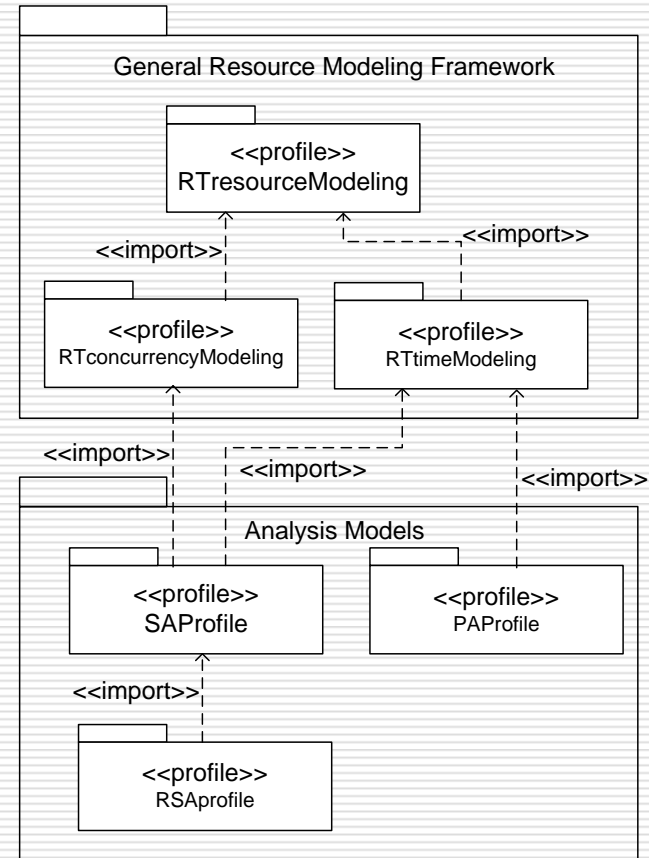 General Resource Modeling Framework
<<profile>>
RTresourceModeling
<<import>>
<<import>>
<<profile>>
RTconcurrencyModeling
<<profile>>
RTtimeModeling
<<import>>
<<import>>
<<import>>
Analysis Models
<<profile>>
SAProfile
<<profile>>
PAProfile
<<import>>
<<profile>>
RSAprofile